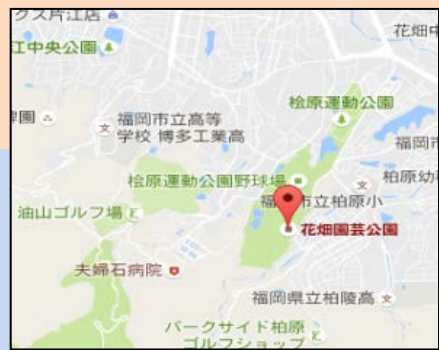 クス片江店
花畑中
江中央公園
桧原運動公園
福岡市立高等
学校 博多工業高
福岡市
柏原幼
桧原運動公園野球場
福岡市立柏原小
油山ゴルフ場
花畑園芸公園
夫婦石病院
福岡県立柏陵高
パークサイド柏原
ゴルフショップ